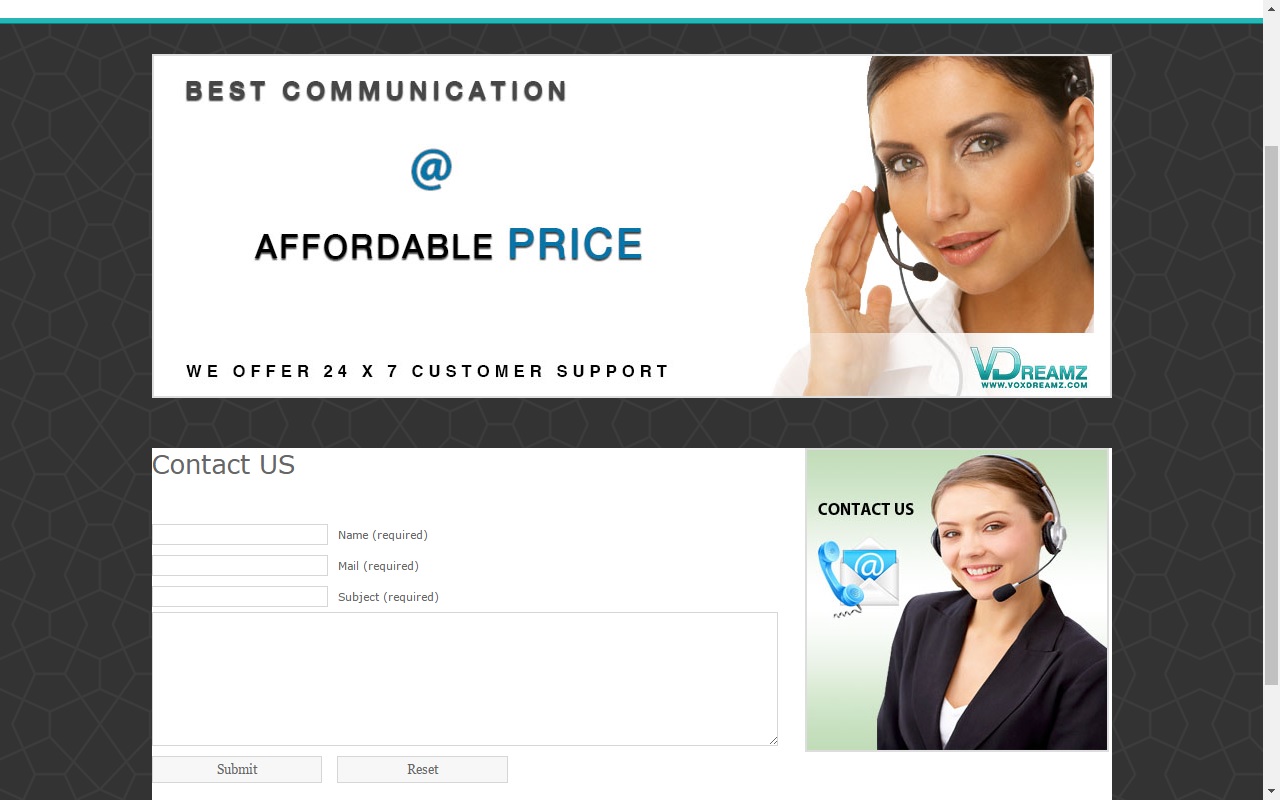 BEST COMMUNICATION
@
AFFORDABLE PRICE
WE OFFER 24 X 7 CUSTOMER SUPPORT
VDREAMZ
WWW.VOXDREAMZ.COM
Contact US
CONTACT US
@
Name (required)
Mail (required)
Subject (required)
Submit Reset